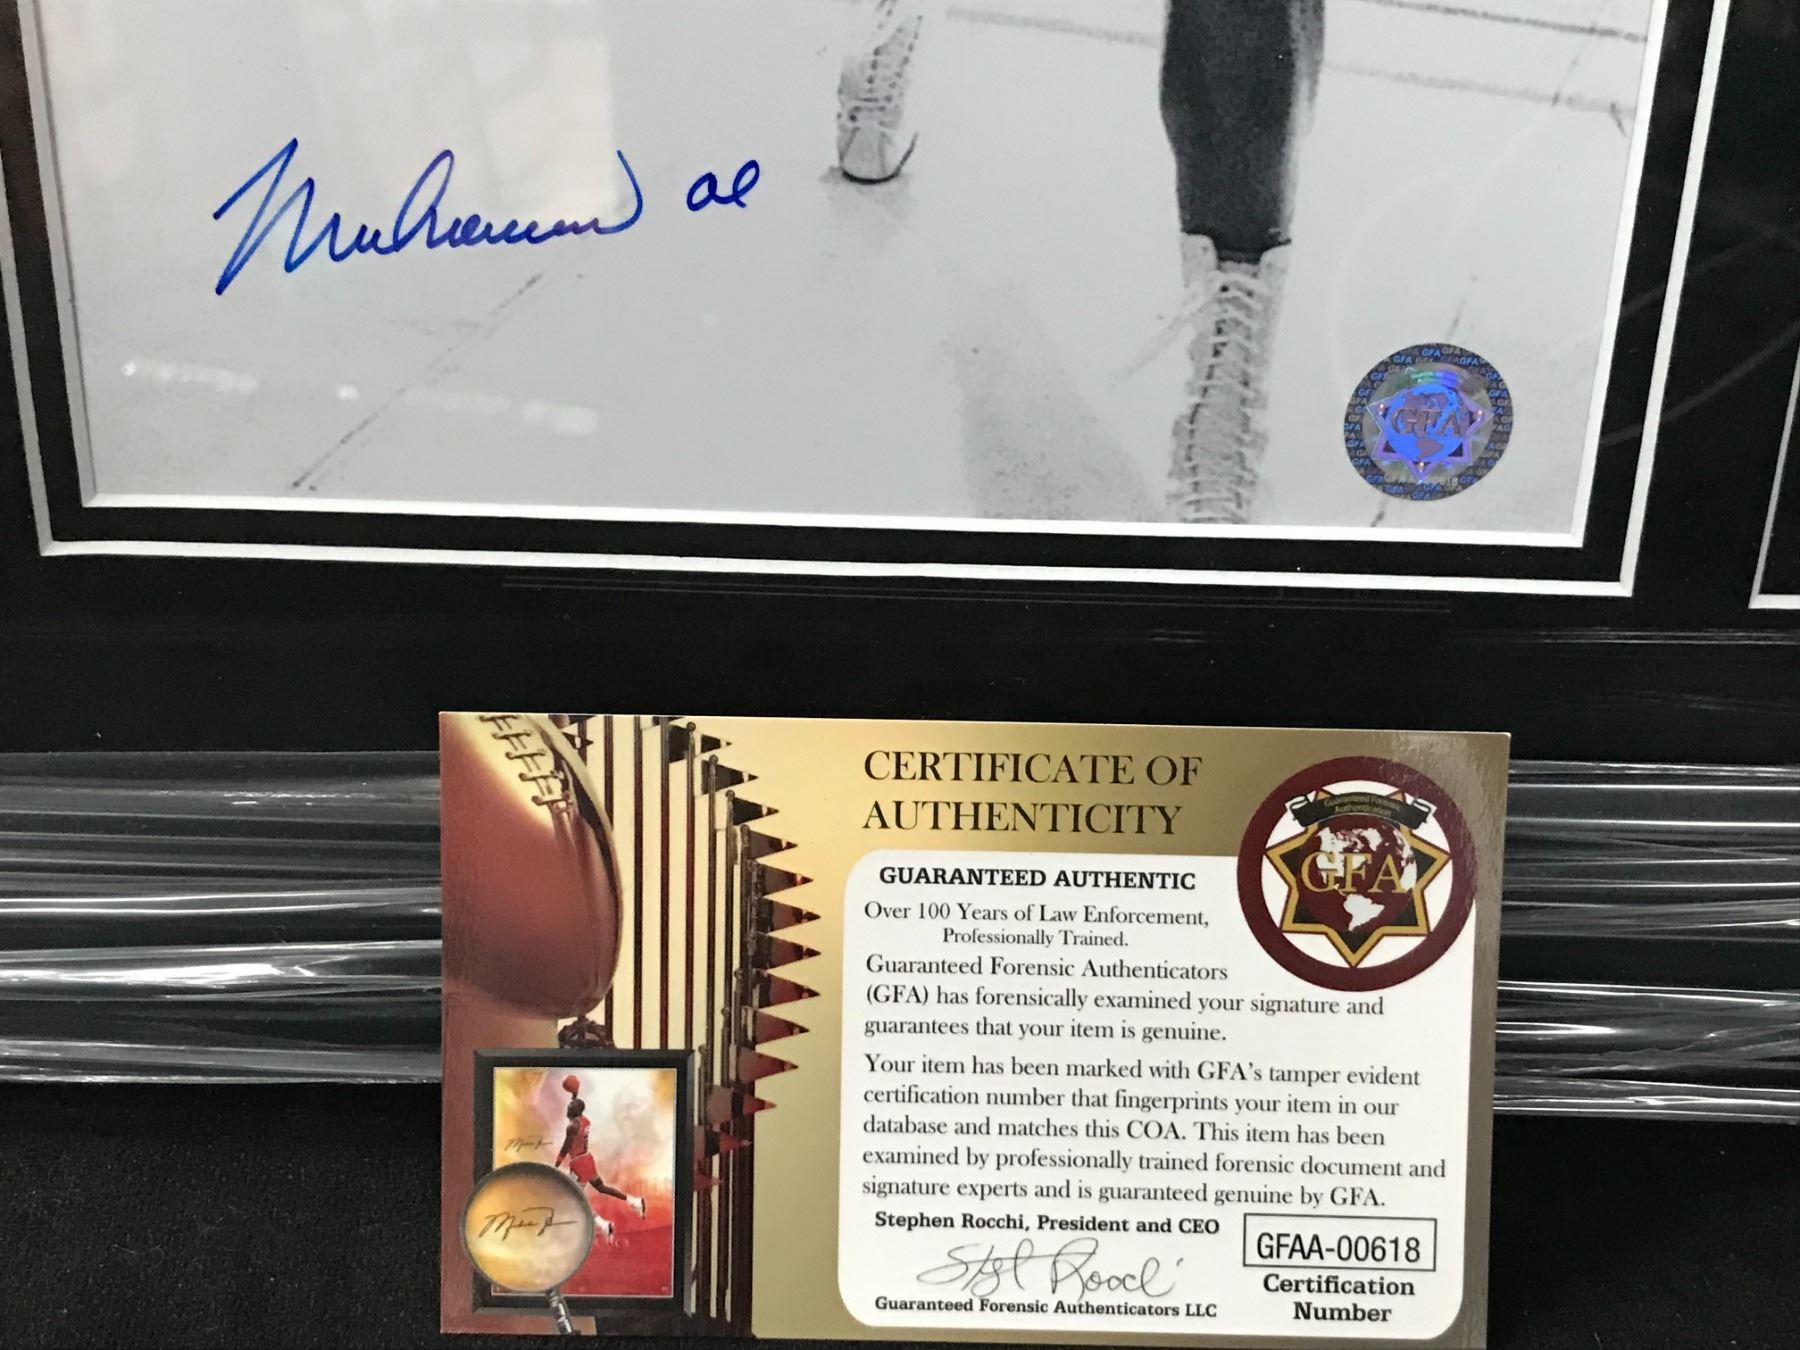 Muhammad Ali
GFA
CERTIFICATE OF
AUTHENTICITY
GUARANTEED AUTHENTIC
Over 100 Years of Law Enforcement,
Professionally Trained.
Guaranteed Forensic Authenticators
(GFA) has forensically examined your signature and
guarantees that your item is genuine.
Your item has been marked with GFA's tamper evident
certification number that fingerprints your item in our
database and matches this COA. This item has been
examined by professionally trained forensic document and
signature experts and is guaranteed genuine by GFA.
Stephen Rocchi, President and CEO
Guaranteed Forensic Authenticators LLC
GFAA-00618
Certification
Number
Guaranteed Forensic
Authentication
GFA